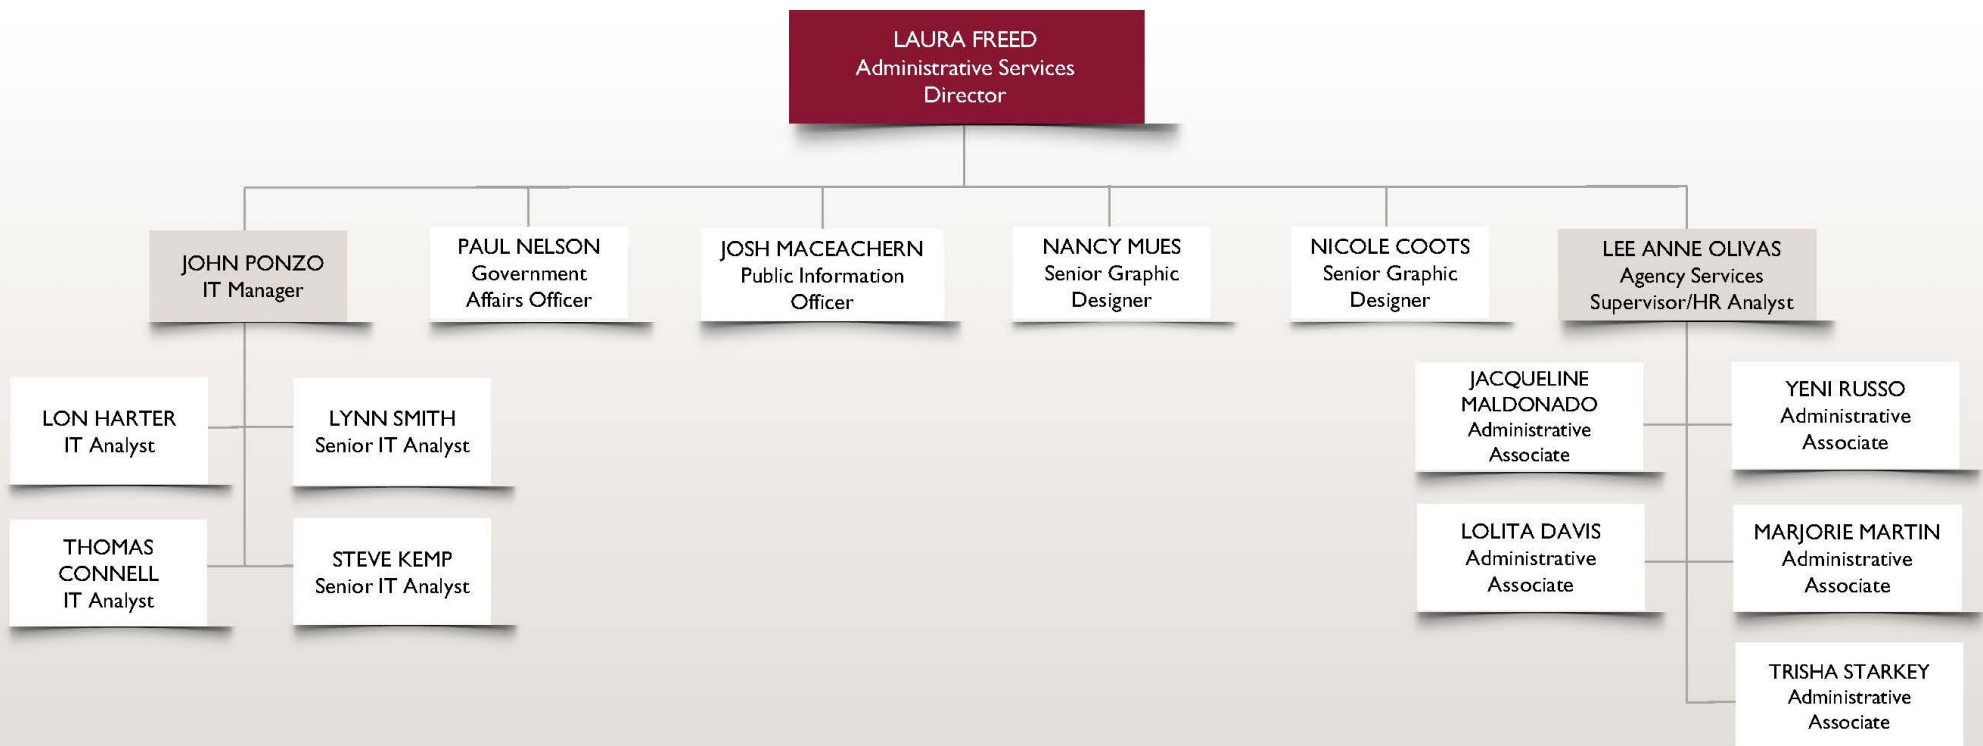 LAURA FREED
Administrative Services
Director
JOHN PONZO
IT Manager
PAUL NELSON
Government
Affairs Officer
JOSH MACEACHERN
Public Information
Officer
NANCY MUES
Senior Graphic
Designer
NICOLE COOTS
Senior Graphic
Designer
LEE ANNE OLIVAS
Agency Services
Supervisor/HR Analyst
LON HARTER
IT Analyst
LYNN SMITH
Senior IT Analyst
THOMAS
CONNELL
IT Analyst
STEVE KEMP
Senior IT Analyst
JACQUELINE
MALDONADO
Administrative
Associate
YENI RUSSO
Administrative
Associate
LOLITA DAVIS
Administrative
Associate
MARJORIE MARTIN
Administrative
Associate
TRISHA STARKEY
Administrative
Associate